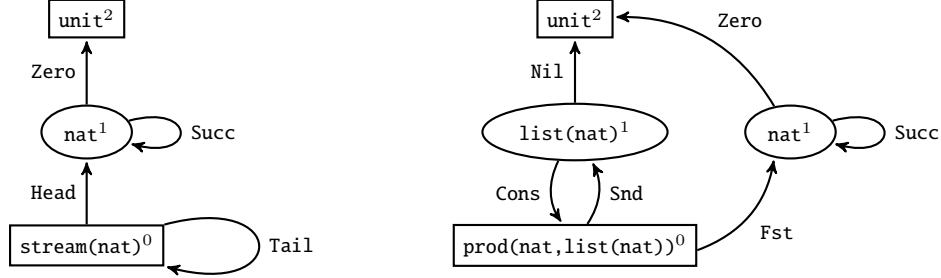 unit²
Zero
nat¹
Succ
Head
stream(nat)⁰
Tail
unit²
Zero
Nil
list(nat)¹
nat¹
Succ
Cons
Snd
prod(nat,list(nat))⁰
Fst